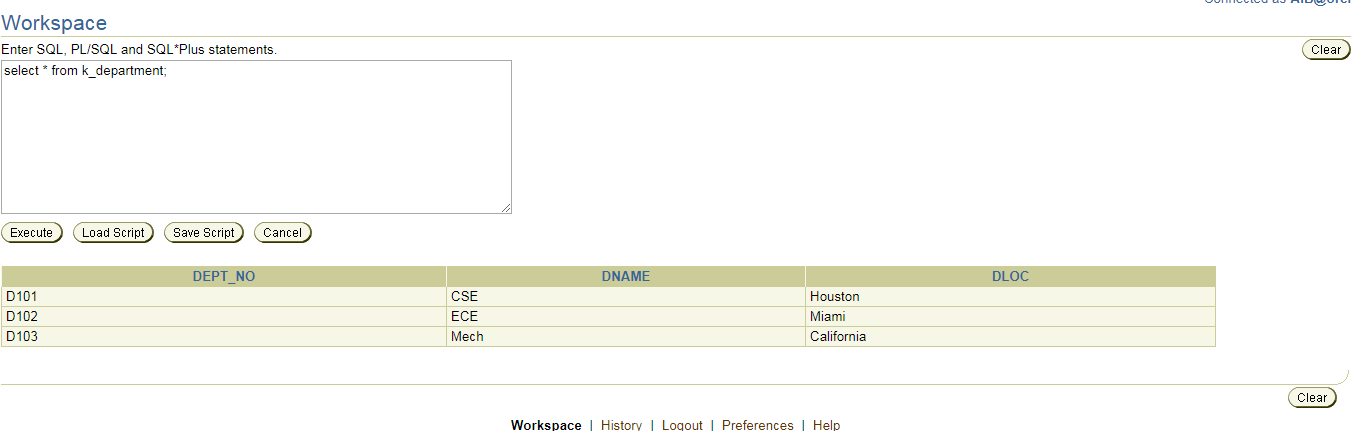 Connected as
Workspace
Enter SQL, PL/SQL and SQL*Plus statements.
Clear
select * from k_department;
Execute Load Script Save Script Cancel
DEPT_NO DNAME DLOC
D101 CSE Houston
D102 ECE Miami
D103 Mech California
Clear
Workspace | History | Logout | Preferences | Help